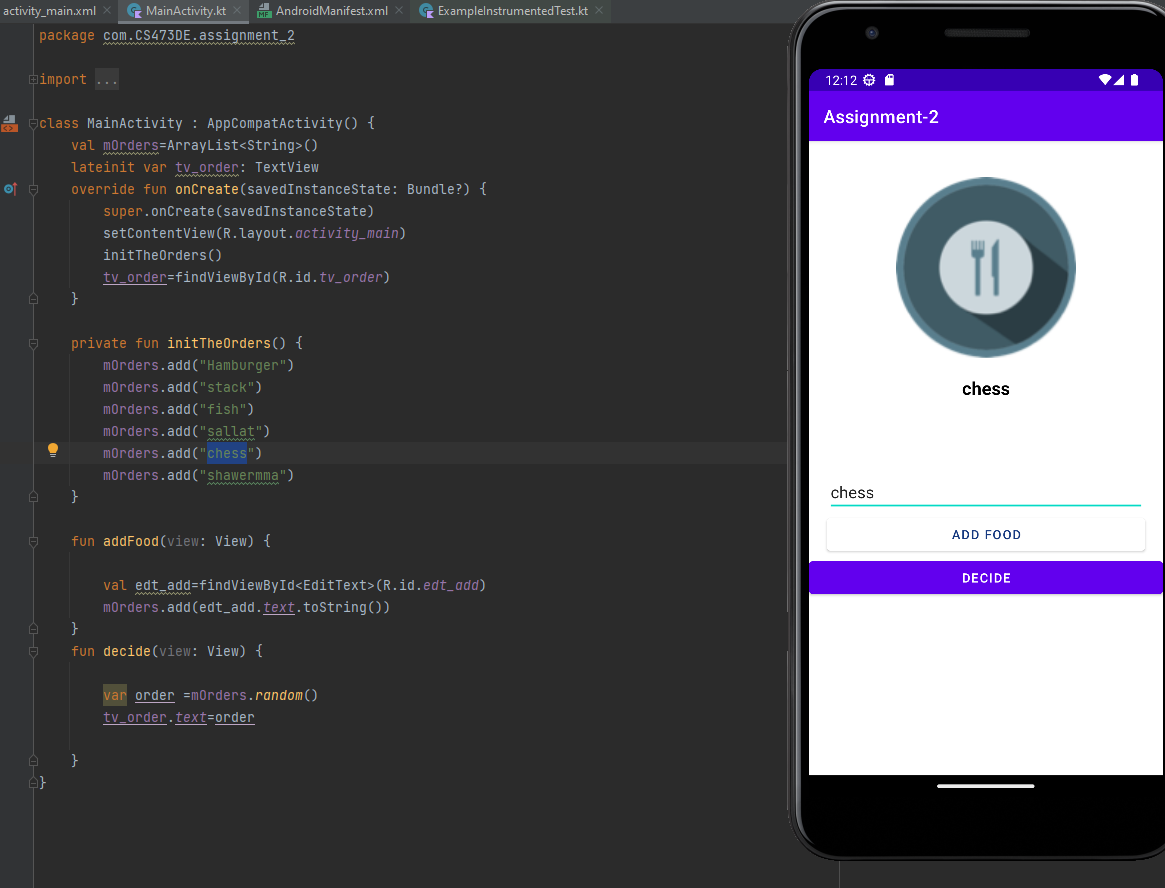 activity_main.xml MainActivity.kt AndroidManifest.xml ExampleInstrumentedTest.kt
package com.CS473DE.assignment_2
import ...
class MainActivity : AppCompatActivity() {
val mOrders=ArrayList<String>()
lateinit var tv_order: TextView
override fun onCreate(savedInstanceState: Bundle?) {
super.onCreate(savedInstanceState)
setContentView(R.layout.activity_main)
initTheOrders()
tv_order=findViewById(R.id.tv_order)
}
private fun initTheOrders() {
mOrders.add("Hamburger")
mOrders.add("stack")
mOrders.add("fish")
mOrders.add("sallat")
mOrders.add("chess")
mOrders.add("shawermma")
}
fun addFood(view: View) {
val edt_add=findViewById<EditText>(R.id.edt_add)
mOrders.add(edt_add.text.toString())
}
fun decide(view: View) {
var order =mOrders.random()
tv_order.text=order
}
}
12:12
Assignment-2
chess
chess
ADD FOOD
DECIDE